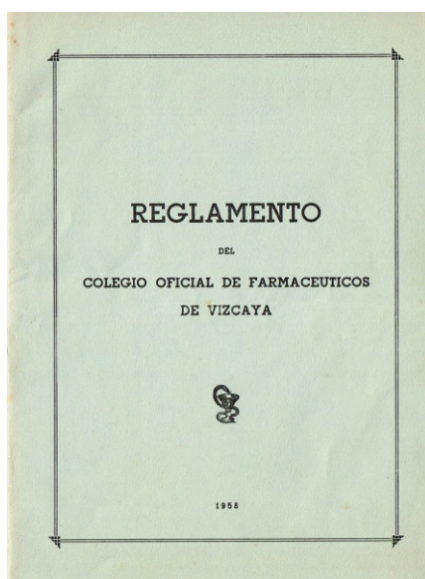 REGLAMENTO
DEL
COLEGIO OFICIAL DE FARMACEUTICOS
DE VIZCAYA
1958